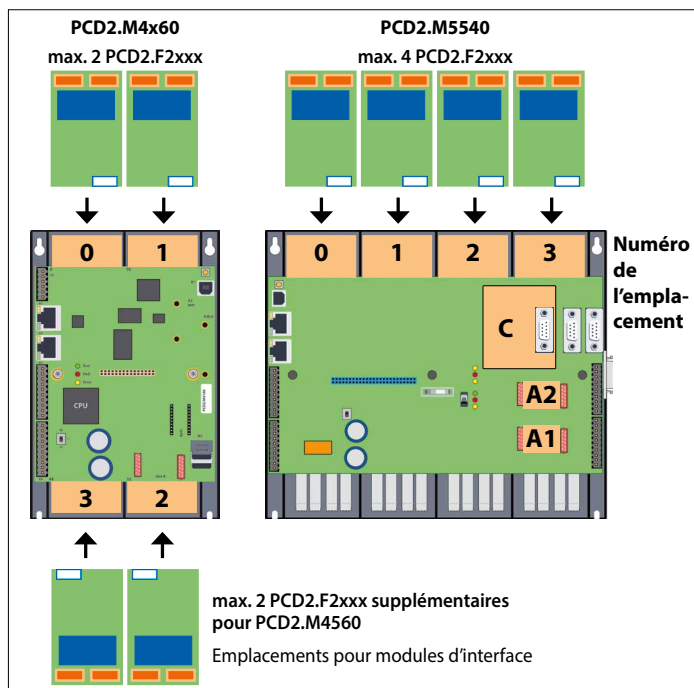 PCD2.M4x60
max. 2 PCD2.F2xxx
PCD2.M5540
max. 4 PCD2.F2xxx
0
1
0
1
2
3
Numéro
de
l'empla-
cement
C
CPU
A2
A1
3
2
max. 2 PCD2.F2xxx supplémentaires
pour PCD2.M4560
Emplacements pour modules d'interface